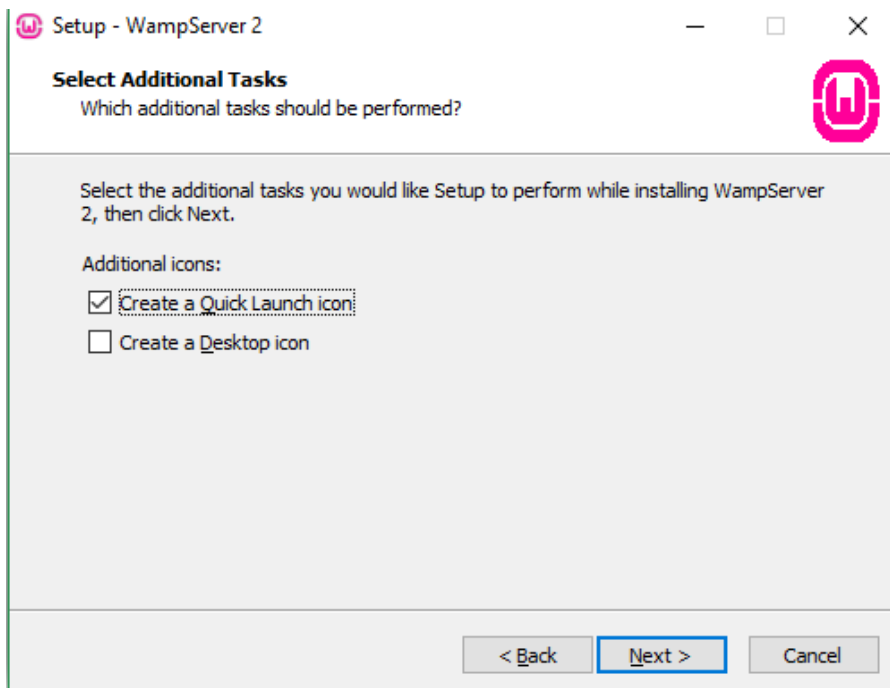 Setup - WampServer 2
Select Additional Tasks
Which additional tasks should be performed?
Select the additional tasks you would like Setup to perform while installing WampServer
2, then click Next.
Additional icons:
Create a Quick Launch icon
Create a Desktop icon
< Back
Next >
Cancel